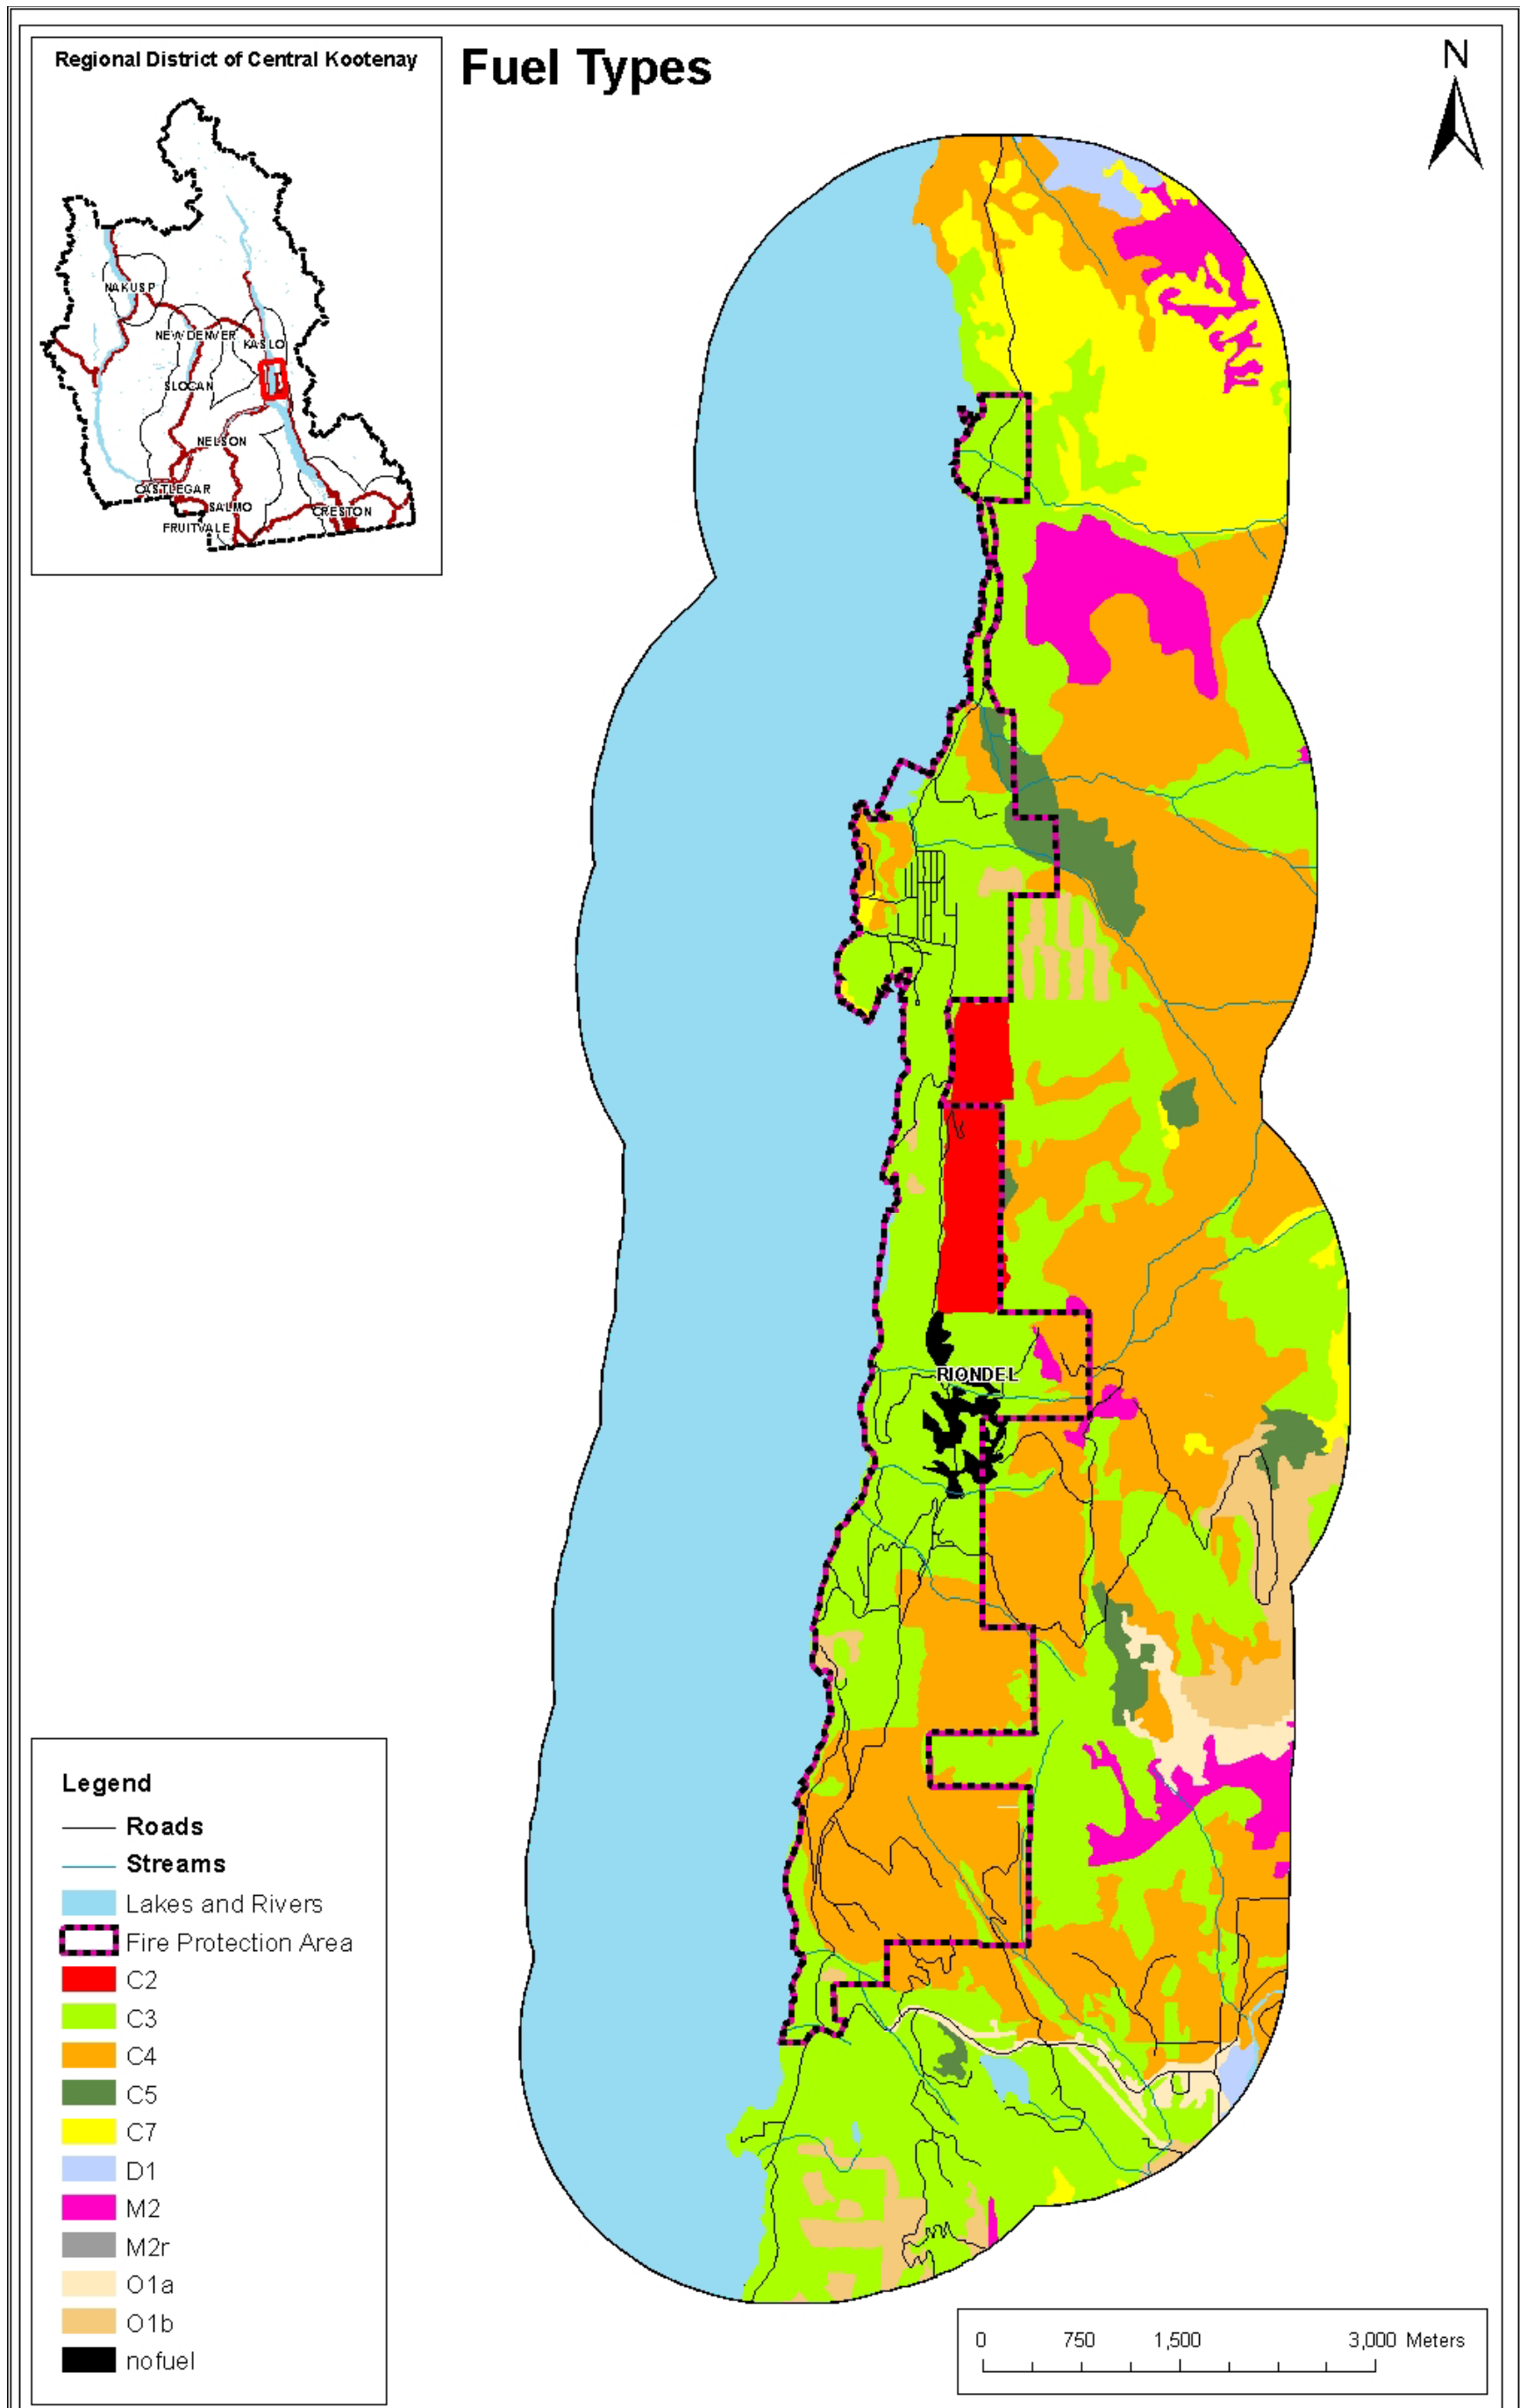 Regional District of Central Kootenay
Fuel Types
N
NAKUSP
NEW DENVER
KASLO
SLOCAN
NELSON
CASTLEGAR
SALMO
CRESTON
FRUITVALE
RIONDEL
Legend
Roads
Streams
Lakes and Rivers
Fire Protection Area
C2
C3
C4
C5
C7
D1
M2
M2r
O1a
O1b
nofuel
0 750 1,500 3,000 Meters